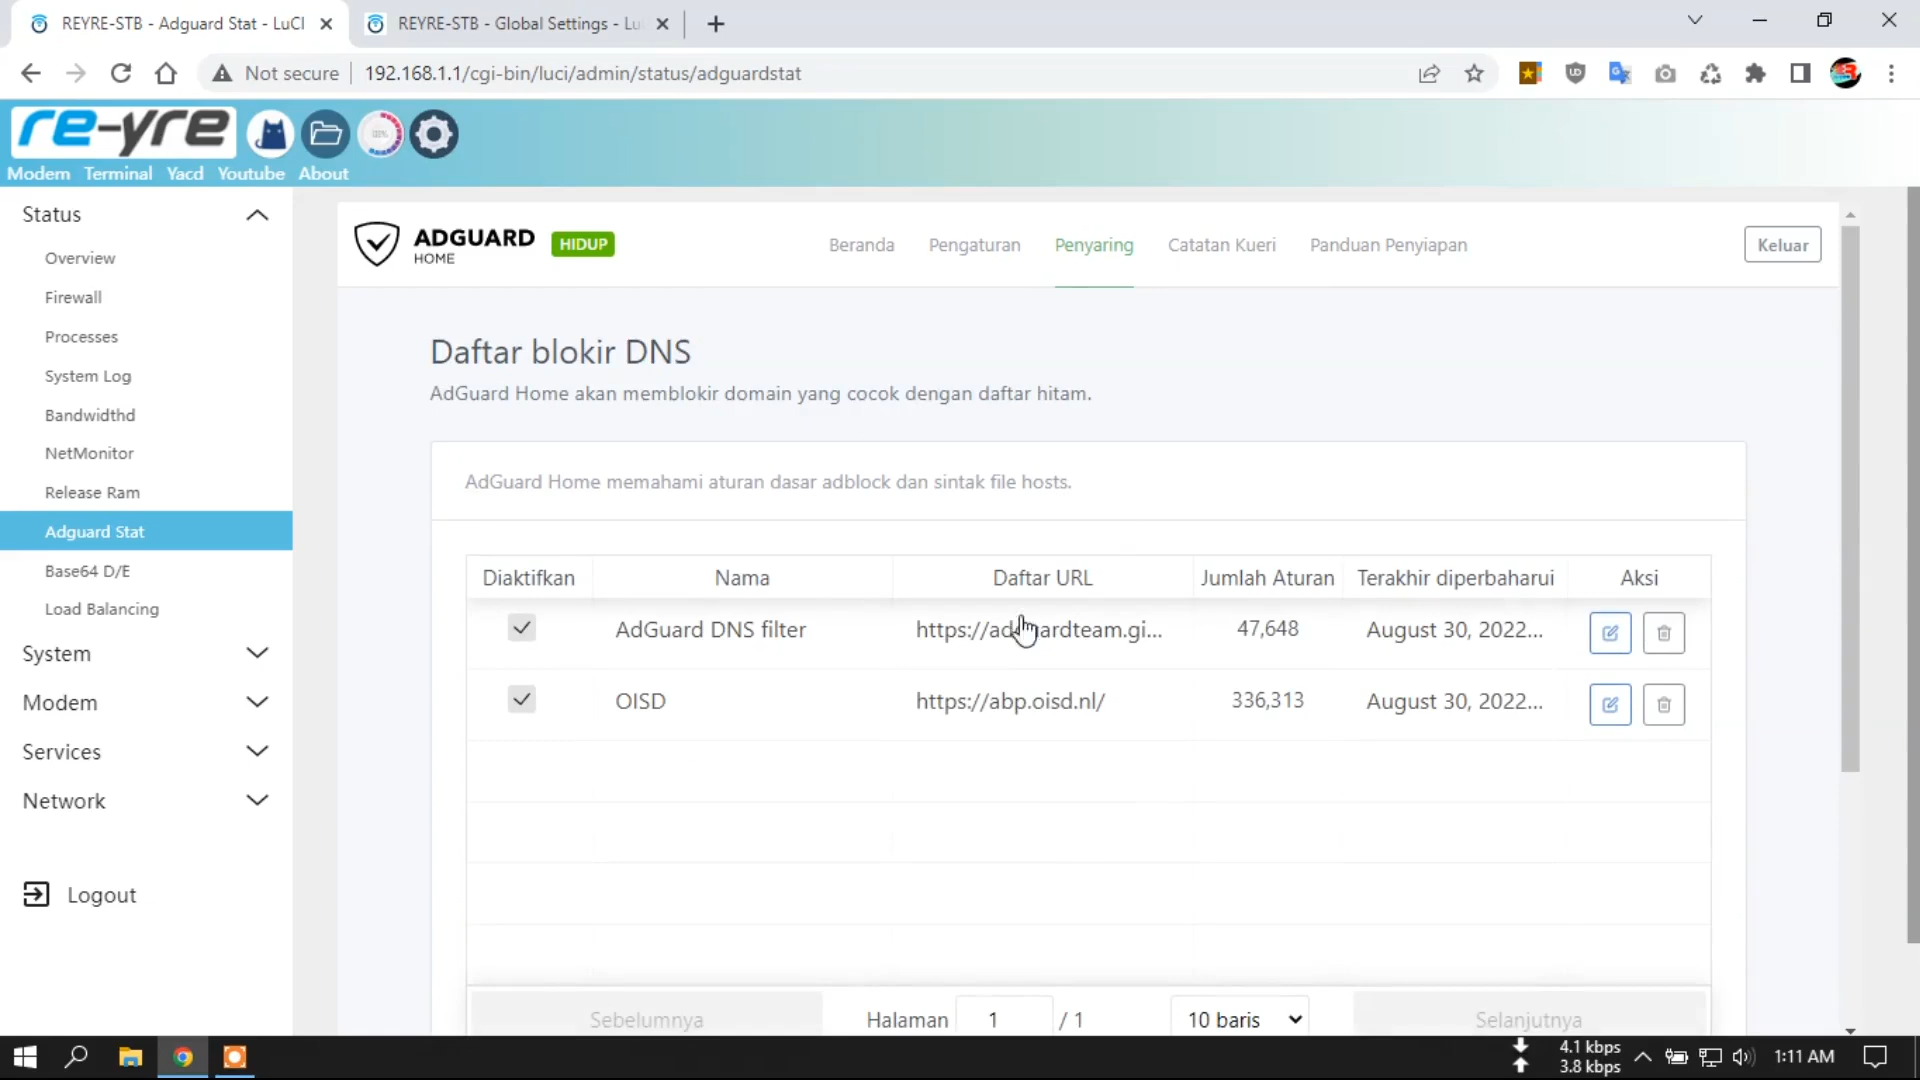 REYRE-STB - Adguard Stat - LuCI
REYRE-STB - Global Settings - Lu
Not secure
192.168.1.1/cgi-bin/luci/admin/status/adguardstat
re-yre
100%
Modem Terminal Yacd Youtube About
Status
Overview
Firewall
Processes
System Log
Bandwidthd
NetMonitor
Release Ram
Adguard Stat
Base64 D/E
Load Balancing
System
Modem
Services
Network
Logout
ADGUARD
HOME
HIDUP
Beranda
Pengaturan
Penyaring
Catatan Kueri
Panduan Penyiapan
Keluar
Daftar blokir DNS
AdGuard Home akan memblokir domain yang cocok dengan daftar hitam.
AdGuard Home memahami aturan dasar adblock dan sintak file hosts.
Diaktifkan Nama Daftar URL Jumlah Aturan Terakhir diperbaharui Aksi
AdGuard DNS filter https://adguardteam.gi... 47,648 August 30, 2022...
OISD https://abp.oisd.nl/ 336,313 August 30, 2022...
Sebelumnya Halaman 1 / 1 10 baris Selanjutnya
4.1 kbps
3.8 kbps
1:11 AM